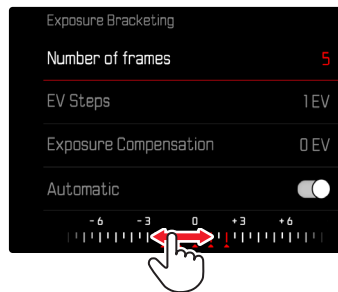 Exposure Bracketing
Number of frames 5
EV Steps 1 EV
Exposure Compensation 0 EV
Automatic
-6 -3 0 +3 +6